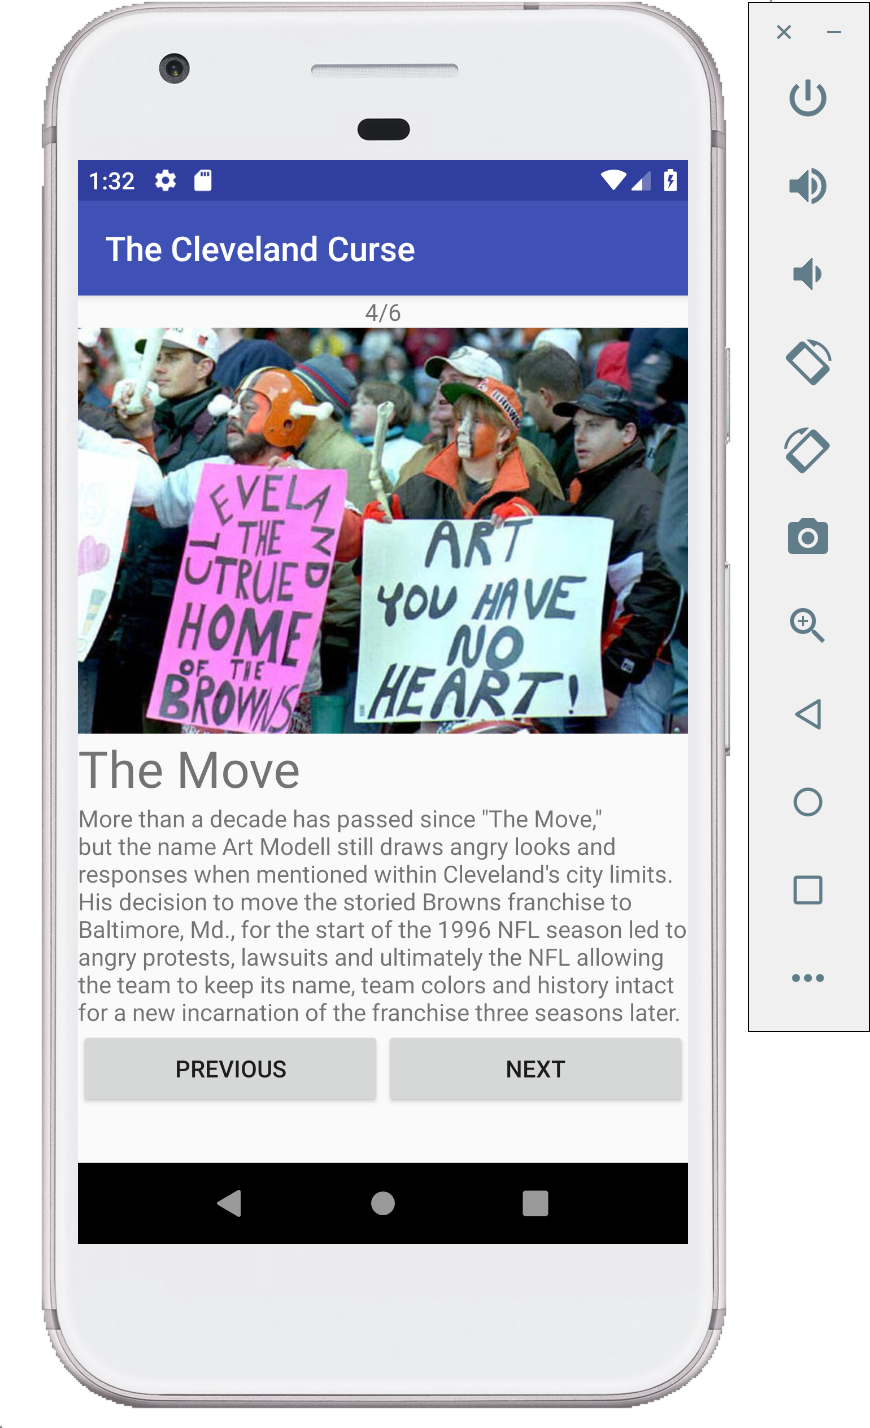 1:32
The Cleveland Curse
4/6
CLEVELAND
THE
TRUE
HOME
OF THE
BROWNS
ART
YOU HAVE
NO
HEART!
The Move
More than a decade has passed since "The Move,"
but the name Art Modell still draws angry looks and
responses when mentioned within Cleveland's city limits.
His decision to move the storied Browns franchise to
Baltimore, Md., for the start of the 1996 NFL season led to
angry protests, lawsuits and ultimately the NFL allowing
the team to keep its name, team colors and history intact
for a new incarnation of the franchise three seasons later.
PREVIOUS NEXT